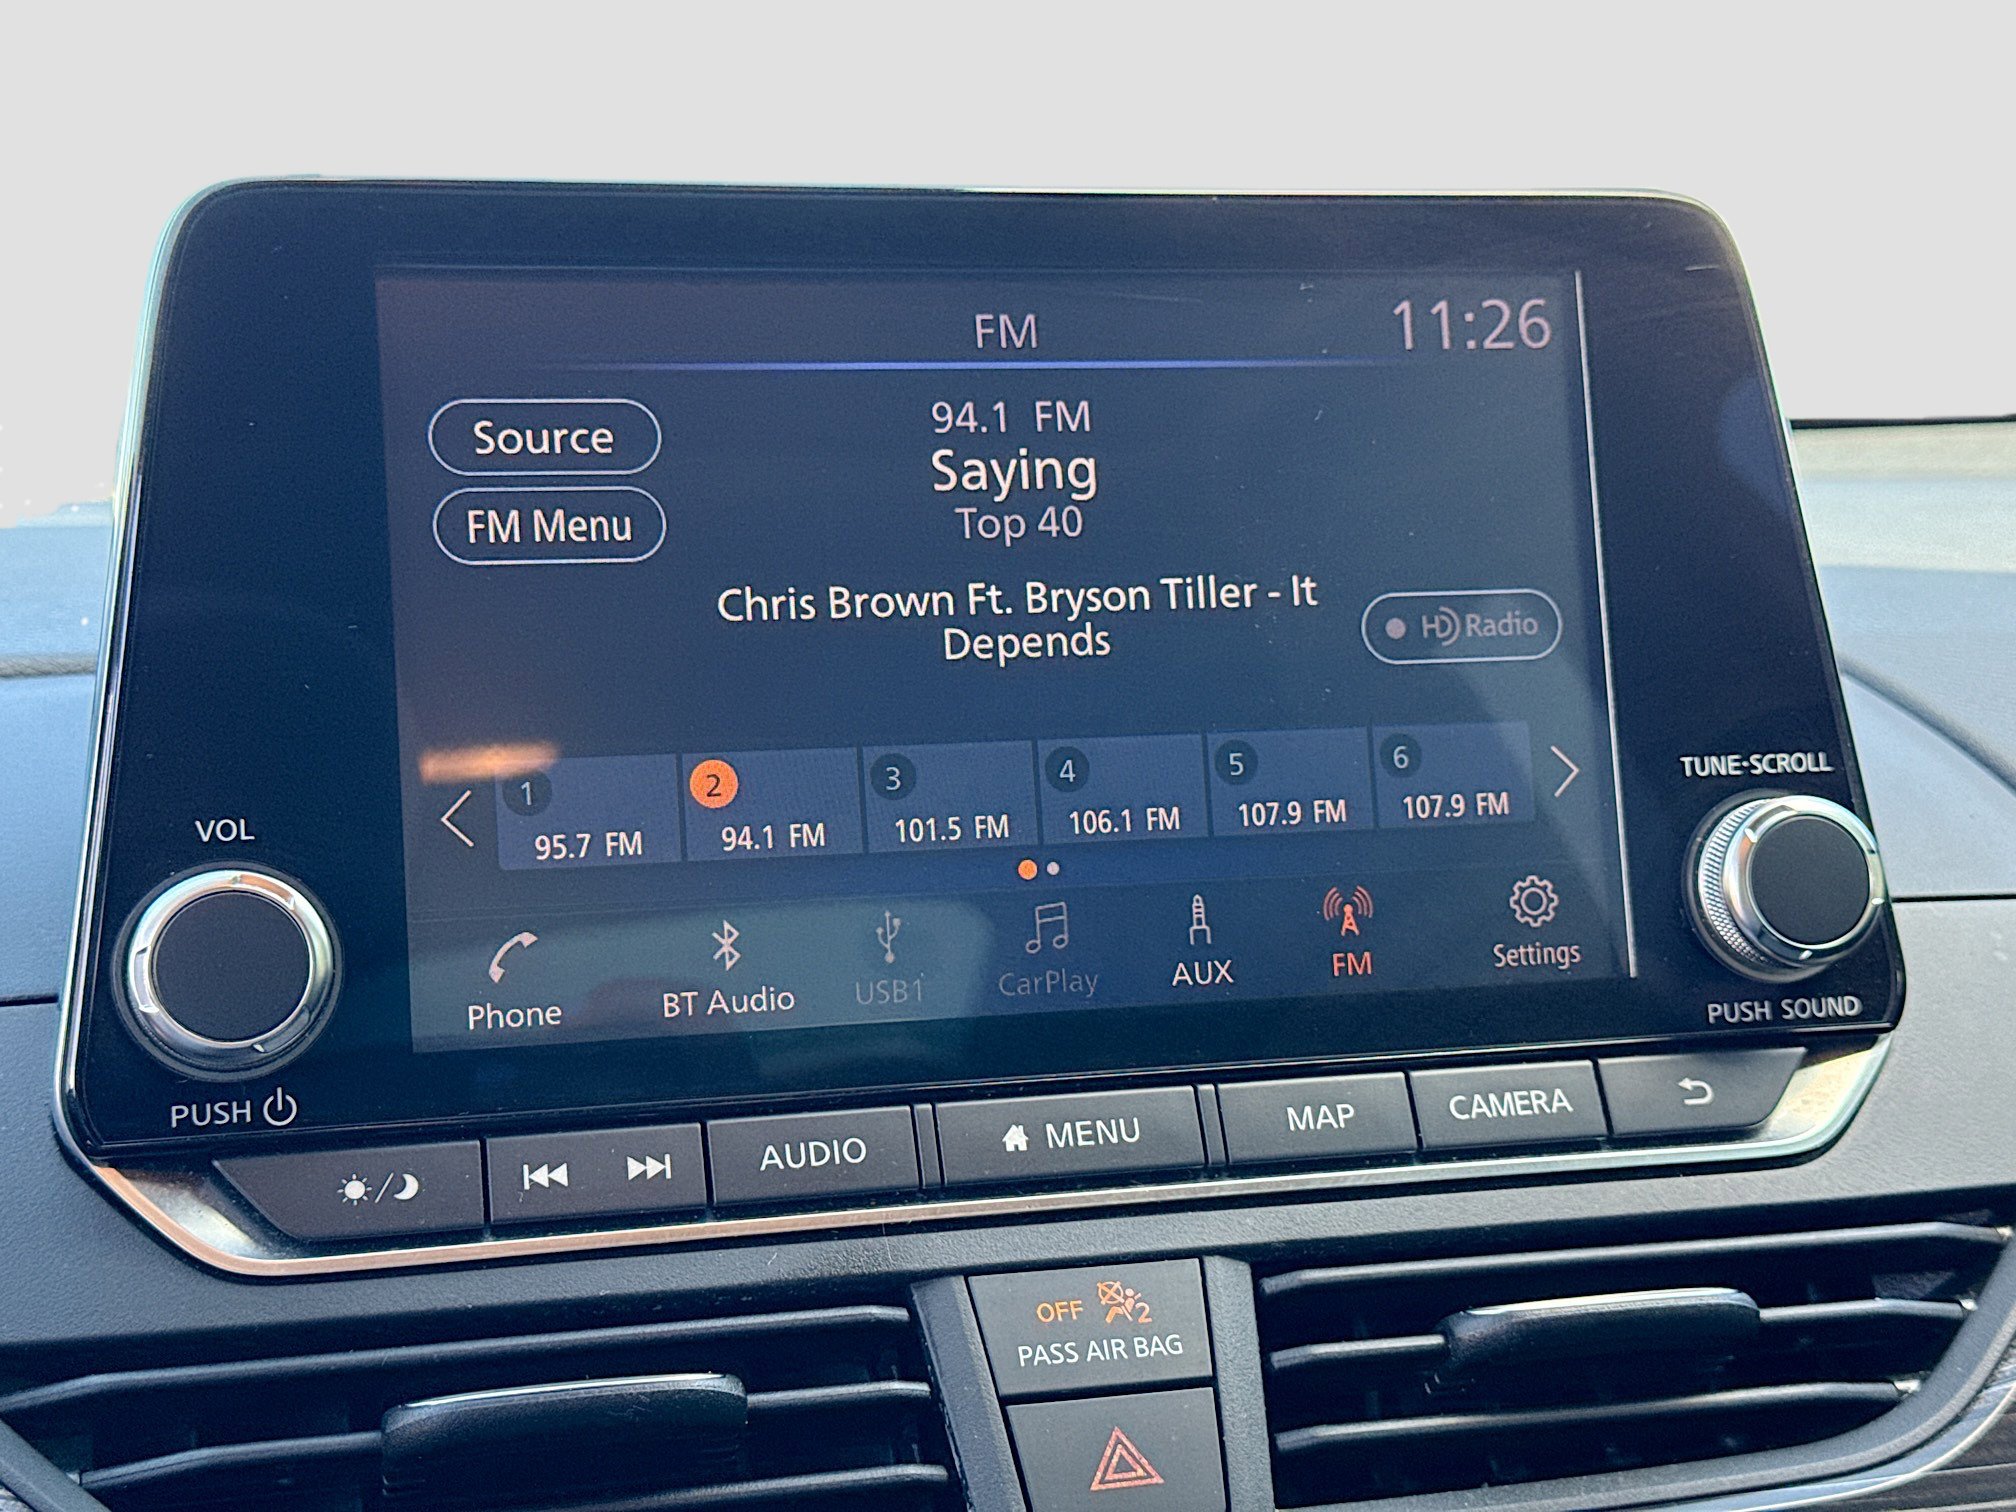 FM
11:26
Source
FM Menu
94.1 FM
Saying
Top 40
Chris Brown Ft. Bryson Tiller - It
Depends
HD Radio
1 2 3 4 5 6
95.7 FM 94.1 FM 101.5 FM 106.1 FM 107.9 FM 107.9 FM
Phone BT Audio USB1 CarPlay AUX FM Settings
VOL
PUSH
TUNE·SCROLL
PUSH SOUND
AUDIO MENU MAP CAMERA
OFF 2
PASS AIR BAG